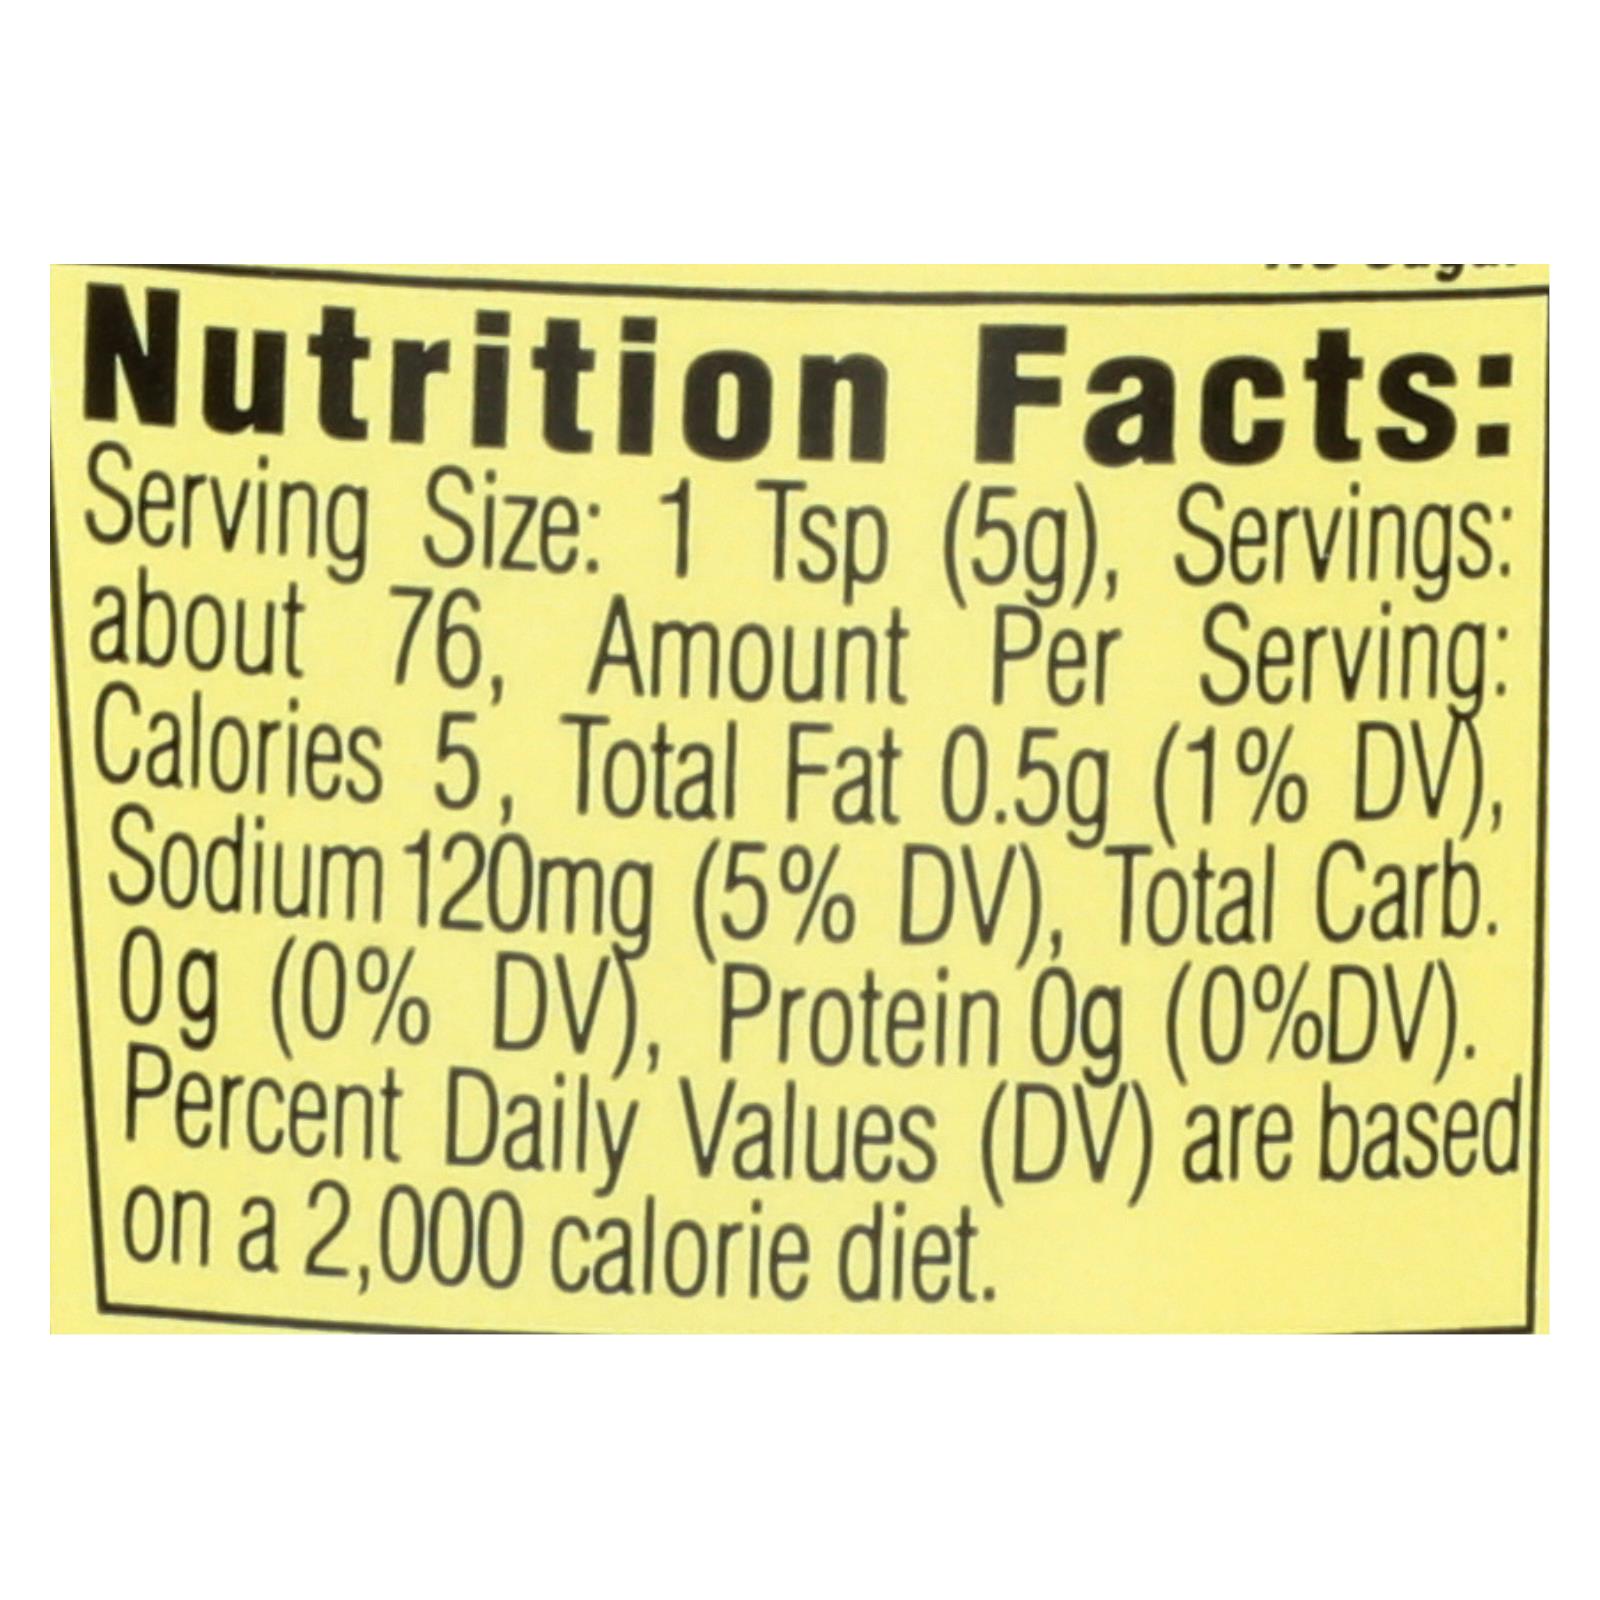 No Sugar
Nutrition Facts:
Serving Size: 1 Tsp (5g), Servings:
about 76, Amount Per Serving:
Calories 5, Total Fat 0.5g (1% DV),
Sodium 120mg (5% DV), Total Carb.
0g (0% DV), Protein 0g (0%DV).
Percent Daily Values (DV) are based
on a 2,000 calorie diet.